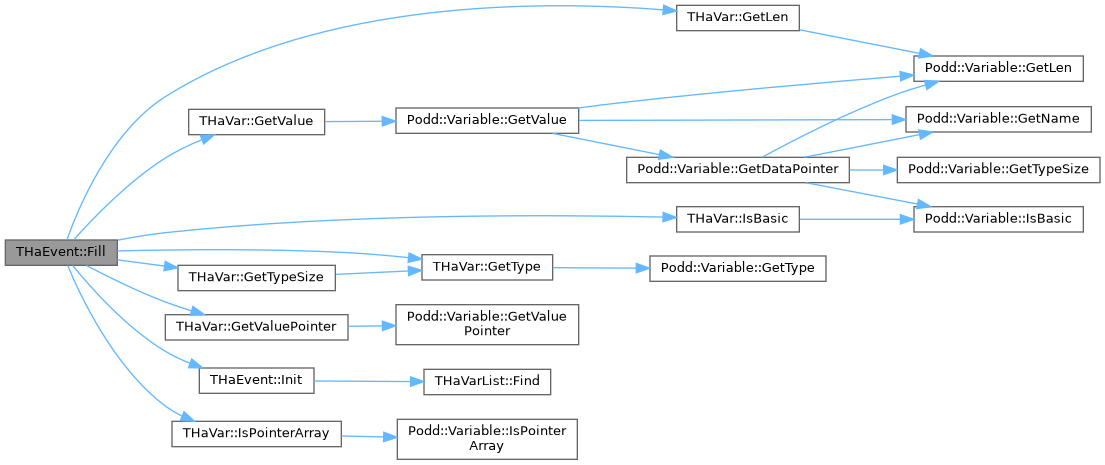 THaVar::GetLen
Podd::Variable::GetLen
THaVar::GetValue
Podd::Variable::GetValue
Podd::Variable::GetName
Podd::Variable::GetDataPointer
Podd::Variable::GetTypeSize
THaVar::IsBasic
Podd::Variable::IsBasic
THaEvent::Fill
THaVar::GetType
Podd::Variable::GetType
THaVar::GetTypeSize
THaVar::GetValuePointer
Podd::Variable::GetValue
Pointer
THaEvent::Init
THaVarList::Find
THaVar::IsPointerArray
Podd::Variable::IsPointer
Array